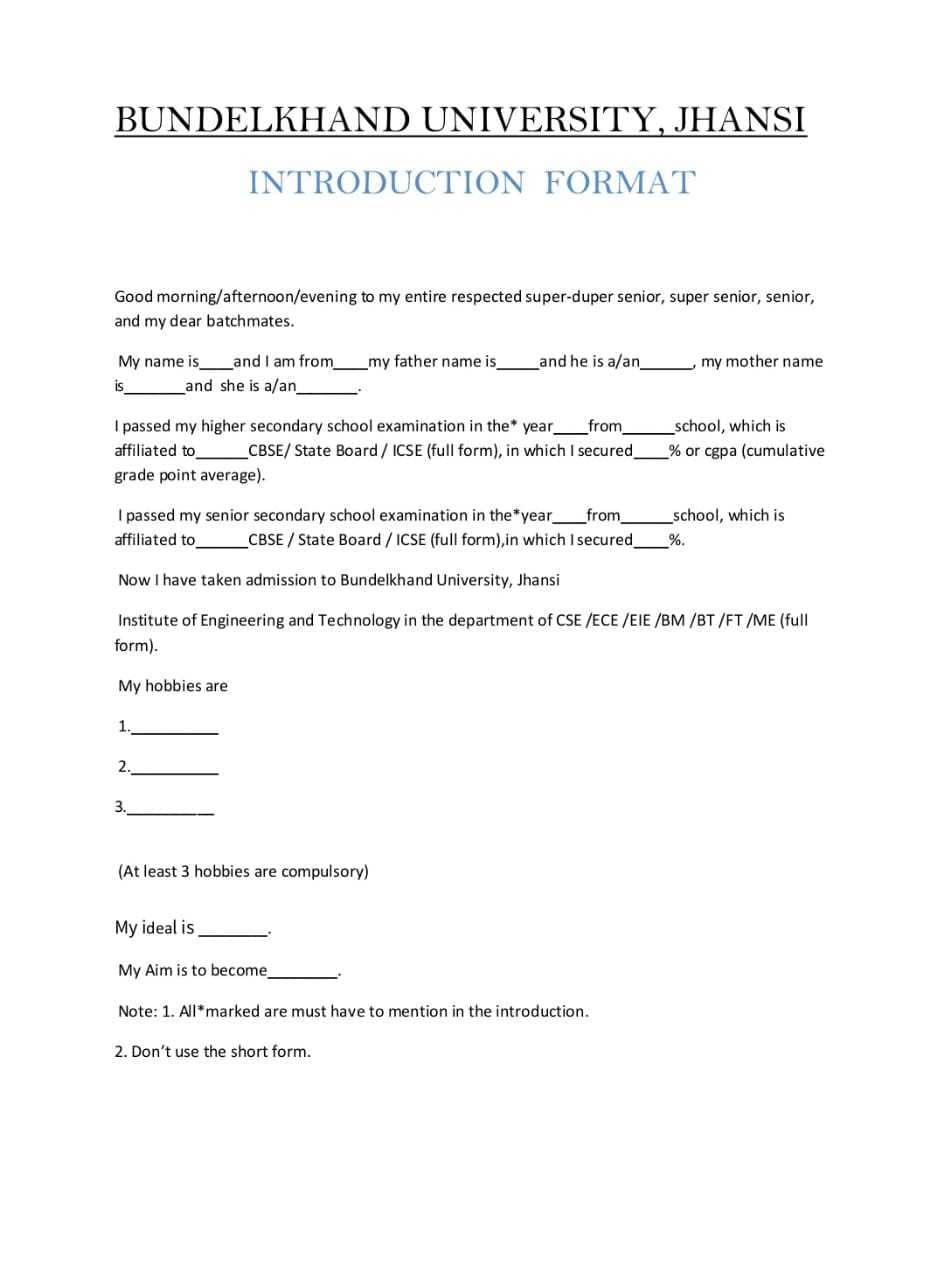 BUNDELKHAND UNIVERSITY, JHANSI
INTRODUCTION FORMAT
Good morning/afternoon/evening to my entire respected super-duper senior, super senior, senior,
and my dear batchmates.
My name is____and I am from____my father name is_____and he is a/an______, my mother name
is_______and she is a/an_______.
I passed my higher secondary school examination in the* year____from______school, which is
affiliated to______CBSE/ State Board / ICSE (full form), in which I secured____% or cgpa (cumulative
grade point average).
I passed my senior secondary school examination in the*year____from______school, which is
affiliated to______CBSE / State Board / ICSE (full form),in which I secured____%.
Now I have taken admission to Bundelkhand University, Jhansi
Institute of Engineering and Technology in the department of CSE /ECE /EIE /BM /BT /FT /ME (full
form).
My hobbies are
1.__________
2.__________
3.__________
(At least 3 hobbies are compulsory)
My ideal is ________.
My Aim is to become________.
Note: 1. All*marked are must have to mention in the introduction.
2. Don’t use the short form.